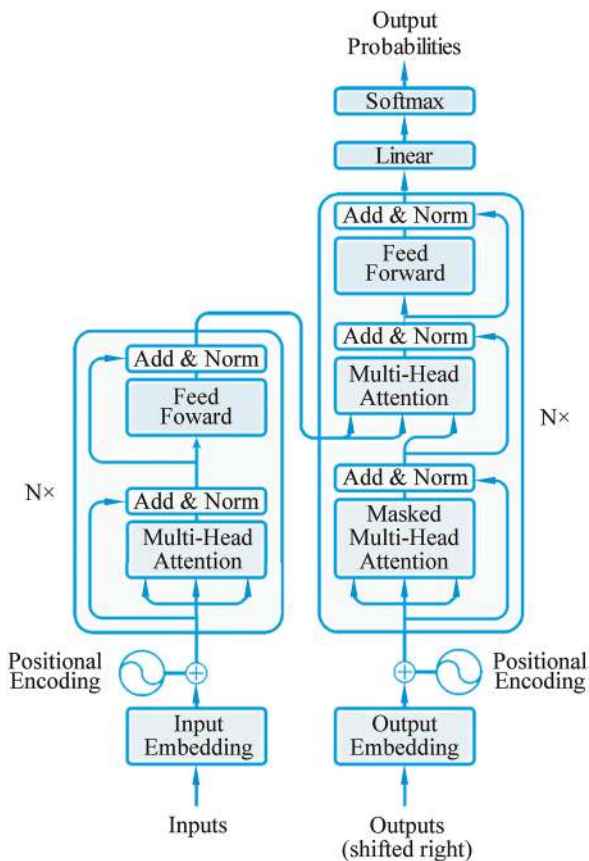 Output
Probabilities
Softmax
Linear
Add & Norm
Feed
Forward
Add & Norm
Multi-Head
Attention
N×
Add & Norm
Masked
Multi-Head
Attention
Add & Norm
Feed
Foward
N×
Add & Norm
Multi-Head
Attention
Positional
Encoding
Positional
Encoding
Input
Embedding
Output
Embedding
Inputs
Outputs
(shifted right)